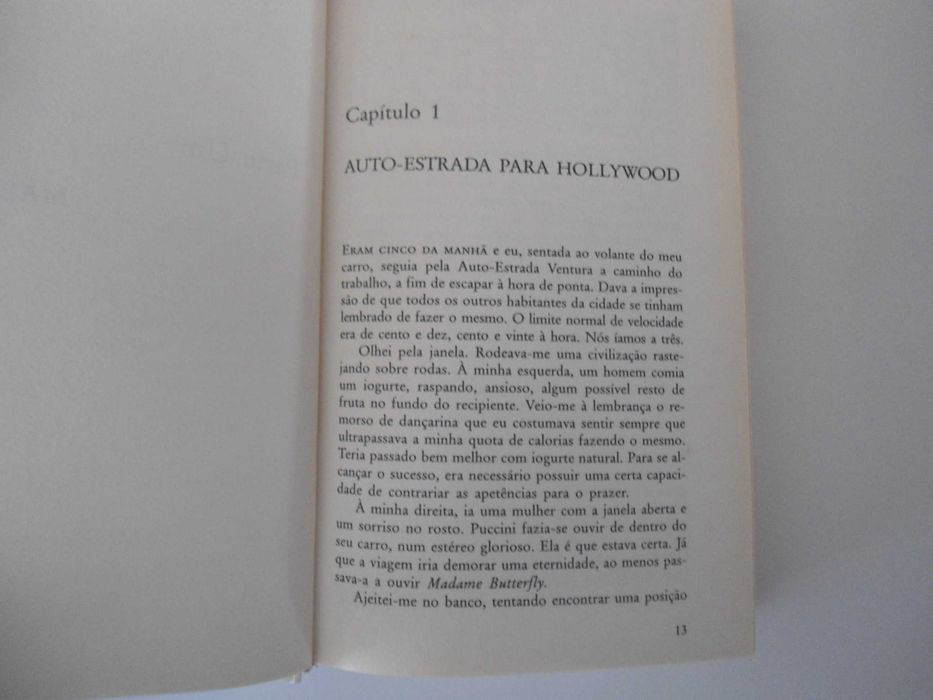 Capítulo 1
AUTO-ESTRADA PARA HOLLYWOOD
ERAM CINCO DA MANHÃ e eu, sentada ao volante do meu
carro, seguia pela Auto-Estrada Ventura a caminho do
trabalho, a fim de escapar à hora de ponta. Dava a impres-
são de que todos os outros habitantes da cidade se tinham
lembrado de fazer o mesmo. O limite normal de velocidade
era de cento e dez, cento e vinte à hora. Nós íamos a três.
Olhei pela janela. Rodeava-me uma civilização raste-
jando sobre rodas. À minha esquerda, um homem comia
um iogurte, raspando, ansioso, algum possível resto de
fruta no fundo do recipiente. Veio-me à lembrança o re-
morso de dançarina que eu costumava sentir sempre que
ultrapassava a minha quota de calorias fazendo o mesmo.
Teria passado bem melhor com iogurte natural. Para se al-
cançar o sucesso, era necessário possuir uma certa capaci-
dade de contrariar as apetências para o prazer.
À minha direita, ia uma mulher com a janela aberta e
um sorriso no rosto. Puccini fazia-se ouvir de dentro do
seu carro, num estéreo glorioso. Ela é que estava certa. Já
que a viagem iria demorar uma eternidade, ao menos pas-
sava-a a ouvir Madame Butterfly.
Ajeitei-me no banco, tentando encontrar uma posição
13